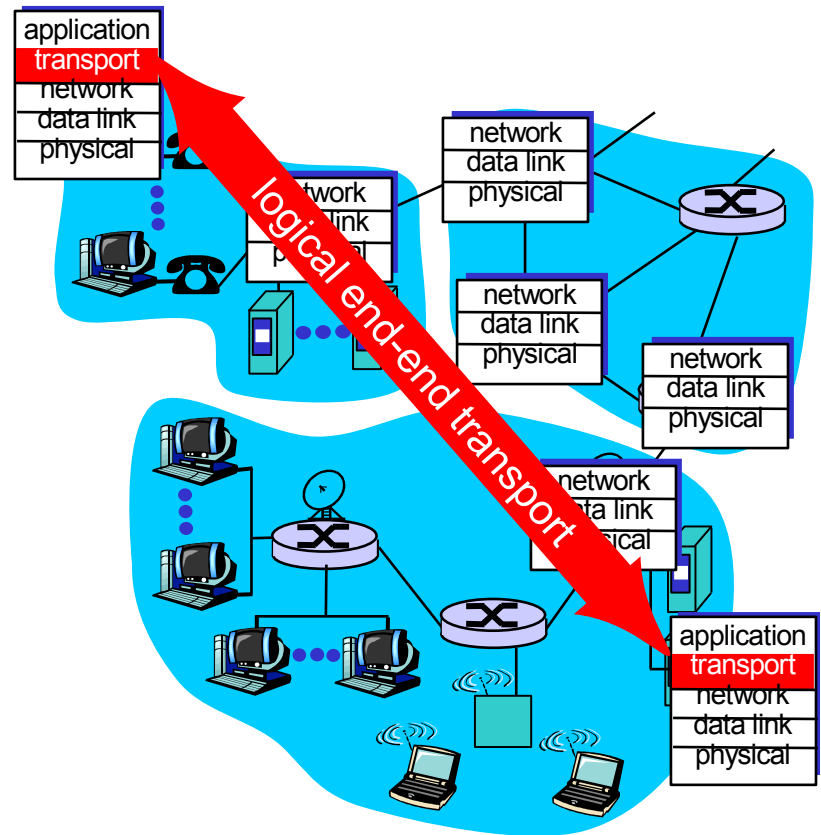 application
transport
network
data link
physical
network
data link
physical
logical end-end transport
network
data link
physical
network
data link
physical
network
application
transport
network
data link
physical